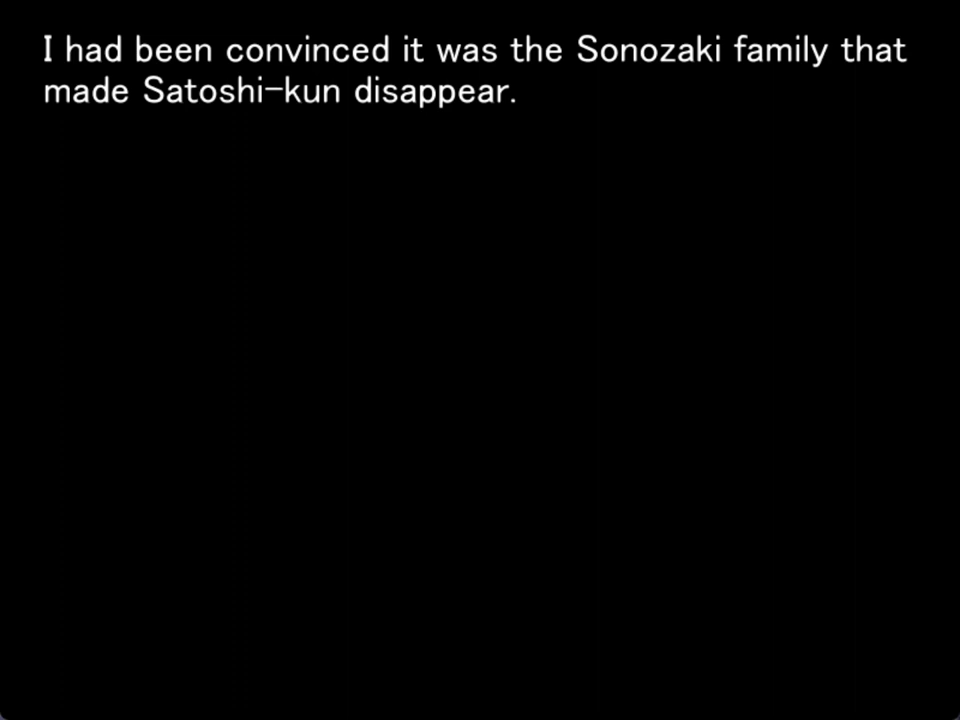 I had been convinced it was the Sonozaki family that
made Satoshi-kun disappear.